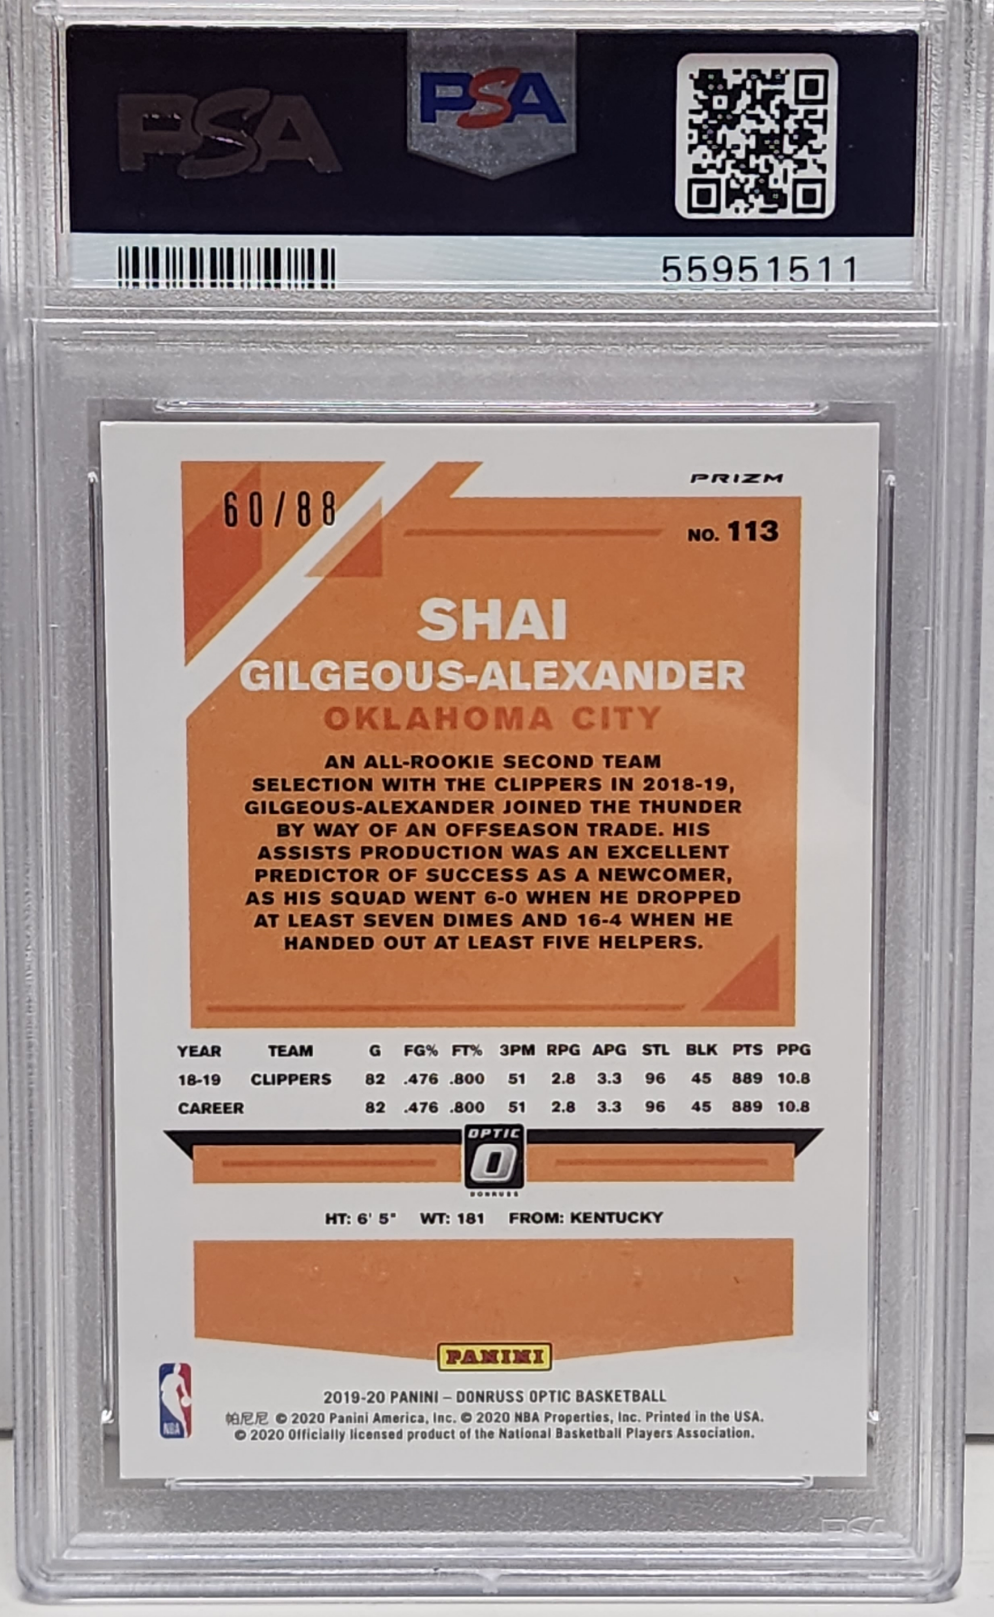 PSA
PSA
55951511
60/88
PRIZM
NO. 113
SHAI
GILGEOUS-ALEXANDER
OKLAHOMA CITY
AN ALL-ROOKIE SECOND TEAM
SELECTION WITH THE CLIPPERS IN 2018-19,
GILGEOUS-ALEXANDER JOINED THE THUNDER
BY WAY OF AN OFFSEASON TRADE. HIS
ASSISTS PRODUCTION WAS AN EXCELLENT
PREDICTOR OF SUCCESS AS A NEWCOMER,
AS HIS SQUAD WENT 6-0 WHEN HE DROPPED
AT LEAST SEVEN DIMES AND 16-4 WHEN HE
HANDED OUT AT LEAST FIVE HELPERS.
YEAR TEAM G FG% FT% 3PM RPG APG STL BLK PTS PPG
18-19 CLIPPERS 82 .476 .800 51 2.8 3.3 96 45 889 10.8
CAREER 82 .476 .800 51 2.8 3.3 96 45 889 10.8
OPTIC
O
DONRUSS
HT: 6' 5" WT: 181 FROM: KENTUCKY
PANINI
NBA
2019-20 PANINI – DONRUSS OPTIC BASKETBALL
帕尼尼 © 2020 Panini America, Inc. © 2020 NBA Properties, Inc. Printed in the USA.
© 2020 Officially licensed product of the National Basketball Players Association.
PSA